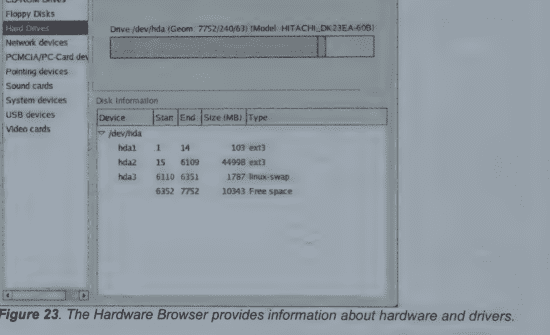 CD-ROM Drives
Floppy Disks
Hard Drives
Network devices
PCMCIA/PC-Card dev
Pointing devices
Sound cards
System devices
USB devices
Video cards
Drive /dev/hda (Geom: 7752/240/63) (Model: HITACHI_DK23EA-60B)
Disk Information
Device Start End Size (MB) Type
/dev/hda
hda1 1 14 103 ext3
hda2 15 6109 44998 ext3
hda3 6110 6351 1787 linux-swap
6352 7752 10343 Free space
Figure 23. The Hardware Browser provides information about hardware and drivers.